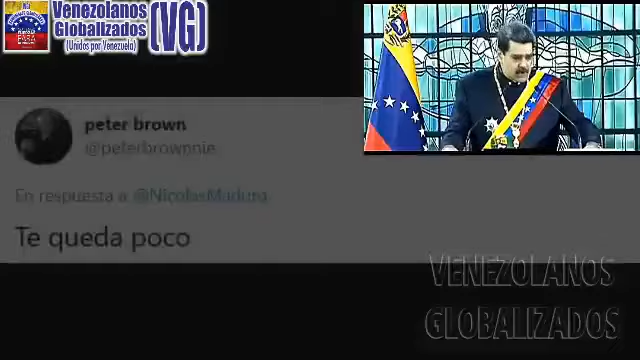 Venezolanos
Globalizados
(Unidos por Venezuela)
(VG)
peter brown
@peterbrownnie
En respuesta a @NicolasMaduro
Te queda poco
VENEZOLANOS
GLOBALIZADOS